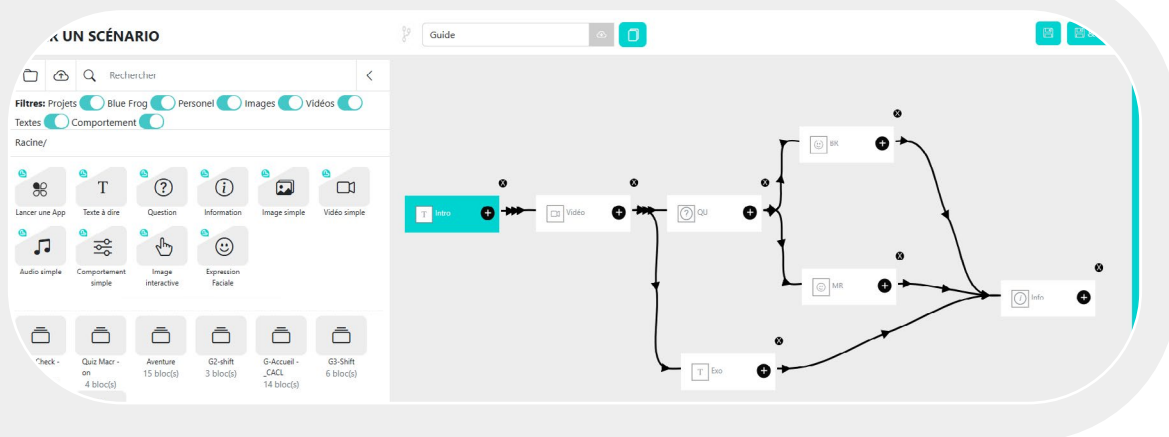 UN SCÉNARIO
Guide
Rechercher
Filtres: Projets Blue Frog Personel Images Vidéos
Textes Comportement
Racine/
Lancer une App
Texte à dire
Question
Information
Image simple
Vidéo simple
Audio simple
Comportement
simple
Image
interactive
Expression
Faciale
Check -
Quiz Macr -
on
4 bloc(s)
Aventure
15 bloc(s)
G2-shift
3 bloc(s)
G-Accueil -
_CACL
14 bloc(s)
G3-Shift
6 bloc(s)
Intro
Vidéo
QU
BR
MR
Exo
Info